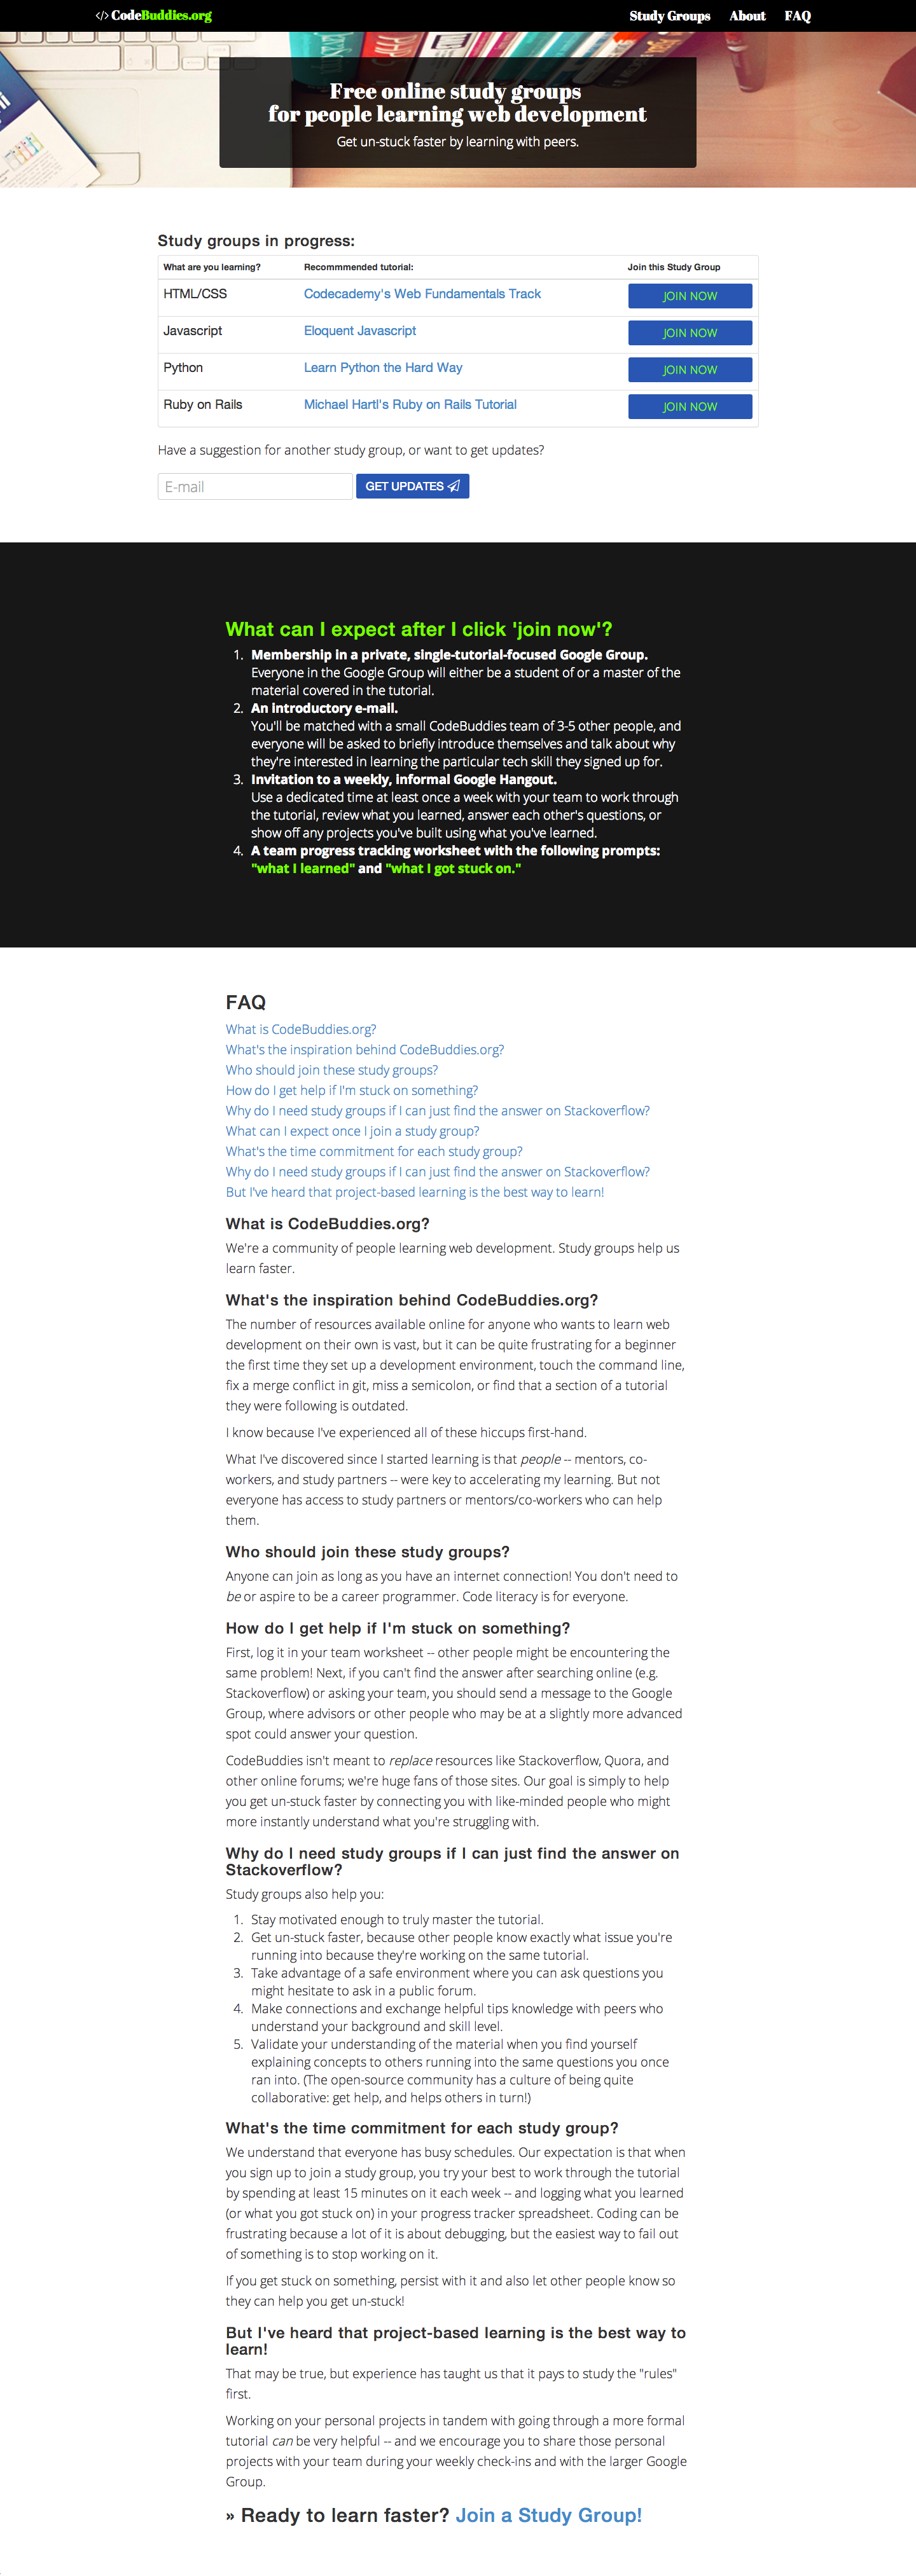 </> CodeBuddies.org
Study Groups About FAQ
Free online study groups
for people learning web development
Get un-stuck faster by learning with peers.
Study groups in progress:
What are you learning? Recommmended tutorial: Join this Study Group
HTML/CSS Codecademy's Web Fundamentals Track JOIN NOW
Javascript Eloquent Javascript JOIN NOW
Python Learn Python the Hard Way JOIN NOW
Ruby on Rails Michael Hartl's Ruby on Rails Tutorial JOIN NOW
Have a suggestion for another study group, or want to get updates?
E-mail GET UPDATES
What can I expect after I click 'join now'?
1. Membership in a private, single-tutorial-focused Google Group.
Everyone in the Google Group will either be a student of or a master of the
material covered in the tutorial.
2. An introductory e-mail.
You'll be matched with a small CodeBuddies team of 3-5 other people, and
everyone will be asked to briefly introduce themselves and talk about why
they're interested in learning the particular tech skill they signed up for.
3. Invitation to a weekly, informal Google Hangout.
Use a dedicated time at least once a week with your team to work through
the tutorial, review what you learned, answer each other's questions, or
show off any projects you've built using what you've learned.
4. A team progress tracking worksheet with the following prompts:
"what I learned" and "what I got stuck on."
FAQ
What is CodeBuddies.org?
What's the inspiration behind CodeBuddies.org?
Who should join these study groups?
How do I get help if I'm stuck on something?
Why do I need study groups if I can just find the answer on Stackoverflow?
What can I expect once I join a study group?
What's the time commitment for each study group?
Why do I need study groups if I can just find the answer on Stackoverflow?
But I've heard that project-based learning is the best way to learn!
What is CodeBuddies.org?
We're a community of people learning web development. Study groups help us
learn faster.
What's the inspiration behind CodeBuddies.org?
The number of resources available online for anyone who wants to learn web
development on their own is vast, but it can be quite frustrating for a beginner
the first time they set up a development environment, touch the command line,
fix a merge conflict in git, miss a semicolon, or find that a section of a tutorial
they were following is outdated.
I know because I've experienced all of these hiccups first-hand.
What I've discovered since I started learning is that people -- mentors, co-
workers, and study partners -- were key to accelerating my learning. But not
everyone has access to study partners or mentors/co-workers who can help
them.
Who should join these study groups?
Anyone can join as long as you have an internet connection! You don't need to
be or aspire to be a career programmer. Code literacy is for everyone.
How do I get help if I'm stuck on something?
First, log it in your team worksheet -- other people might be encountering the
same problem! Next, if you can't find the answer after searching online (e.g.
Stackoverflow) or asking your team, you should send a message to the Google
Group, where advisors or other people who may be at a slightly more advanced
spot could answer your question.
CodeBuddies isn't meant to replace resources like Stackoverflow, Quora, and
other online forums; we're huge fans of those sites. Our goal is simply to help
you get un-stuck faster by connecting you with like-minded people who might
more instantly understand what you're struggling with.
Why do I need study groups if I can just find the answer on
Stackoverflow?
Study groups also help you:
1. Stay motivated enough to truly master the tutorial.
2. Get un-stuck faster, because other people know exactly what issue you're
running into because they're working on the same tutorial.
3. Take advantage of a safe environment where you can ask questions you
might hesitate to ask in a public forum.
4. Make connections and exchange helpful tips knowledge with peers who
understand your background and skill level.
5. Validate your understanding of the material when you find yourself
explaining concepts to others running into the same questions you once
ran into. (The open-source community has a culture of being quite
collaborative: get help, and helps others in turn!)
What's the time commitment for each study group?
We understand that everyone has busy schedules. Our expectation is that when
you sign up to join a study group, you try your best to work through the tutorial
by spending at least 15 minutes on it each week -- and logging what you learned
(or what you got stuck on) in your progress tracker spreadsheet. Coding can be
frustrating because a lot of it is about debugging, but the easiest way to fail out
of something is to stop working on it.
If you get stuck on something, persist with it and also let other people know so
they can help you get un-stuck!
But I've heard that project-based learning is the best way to
learn!
That may be true, but experience has taught us that it pays to study the "rules"
first.
Working on your personal projects in tandem with going through a more formal
tutorial can be very helpful -- and we encourage you to share those personal
projects with your team during your weekly check-ins and with the larger Google
Group.
» Ready to learn faster? Join a Study Group!